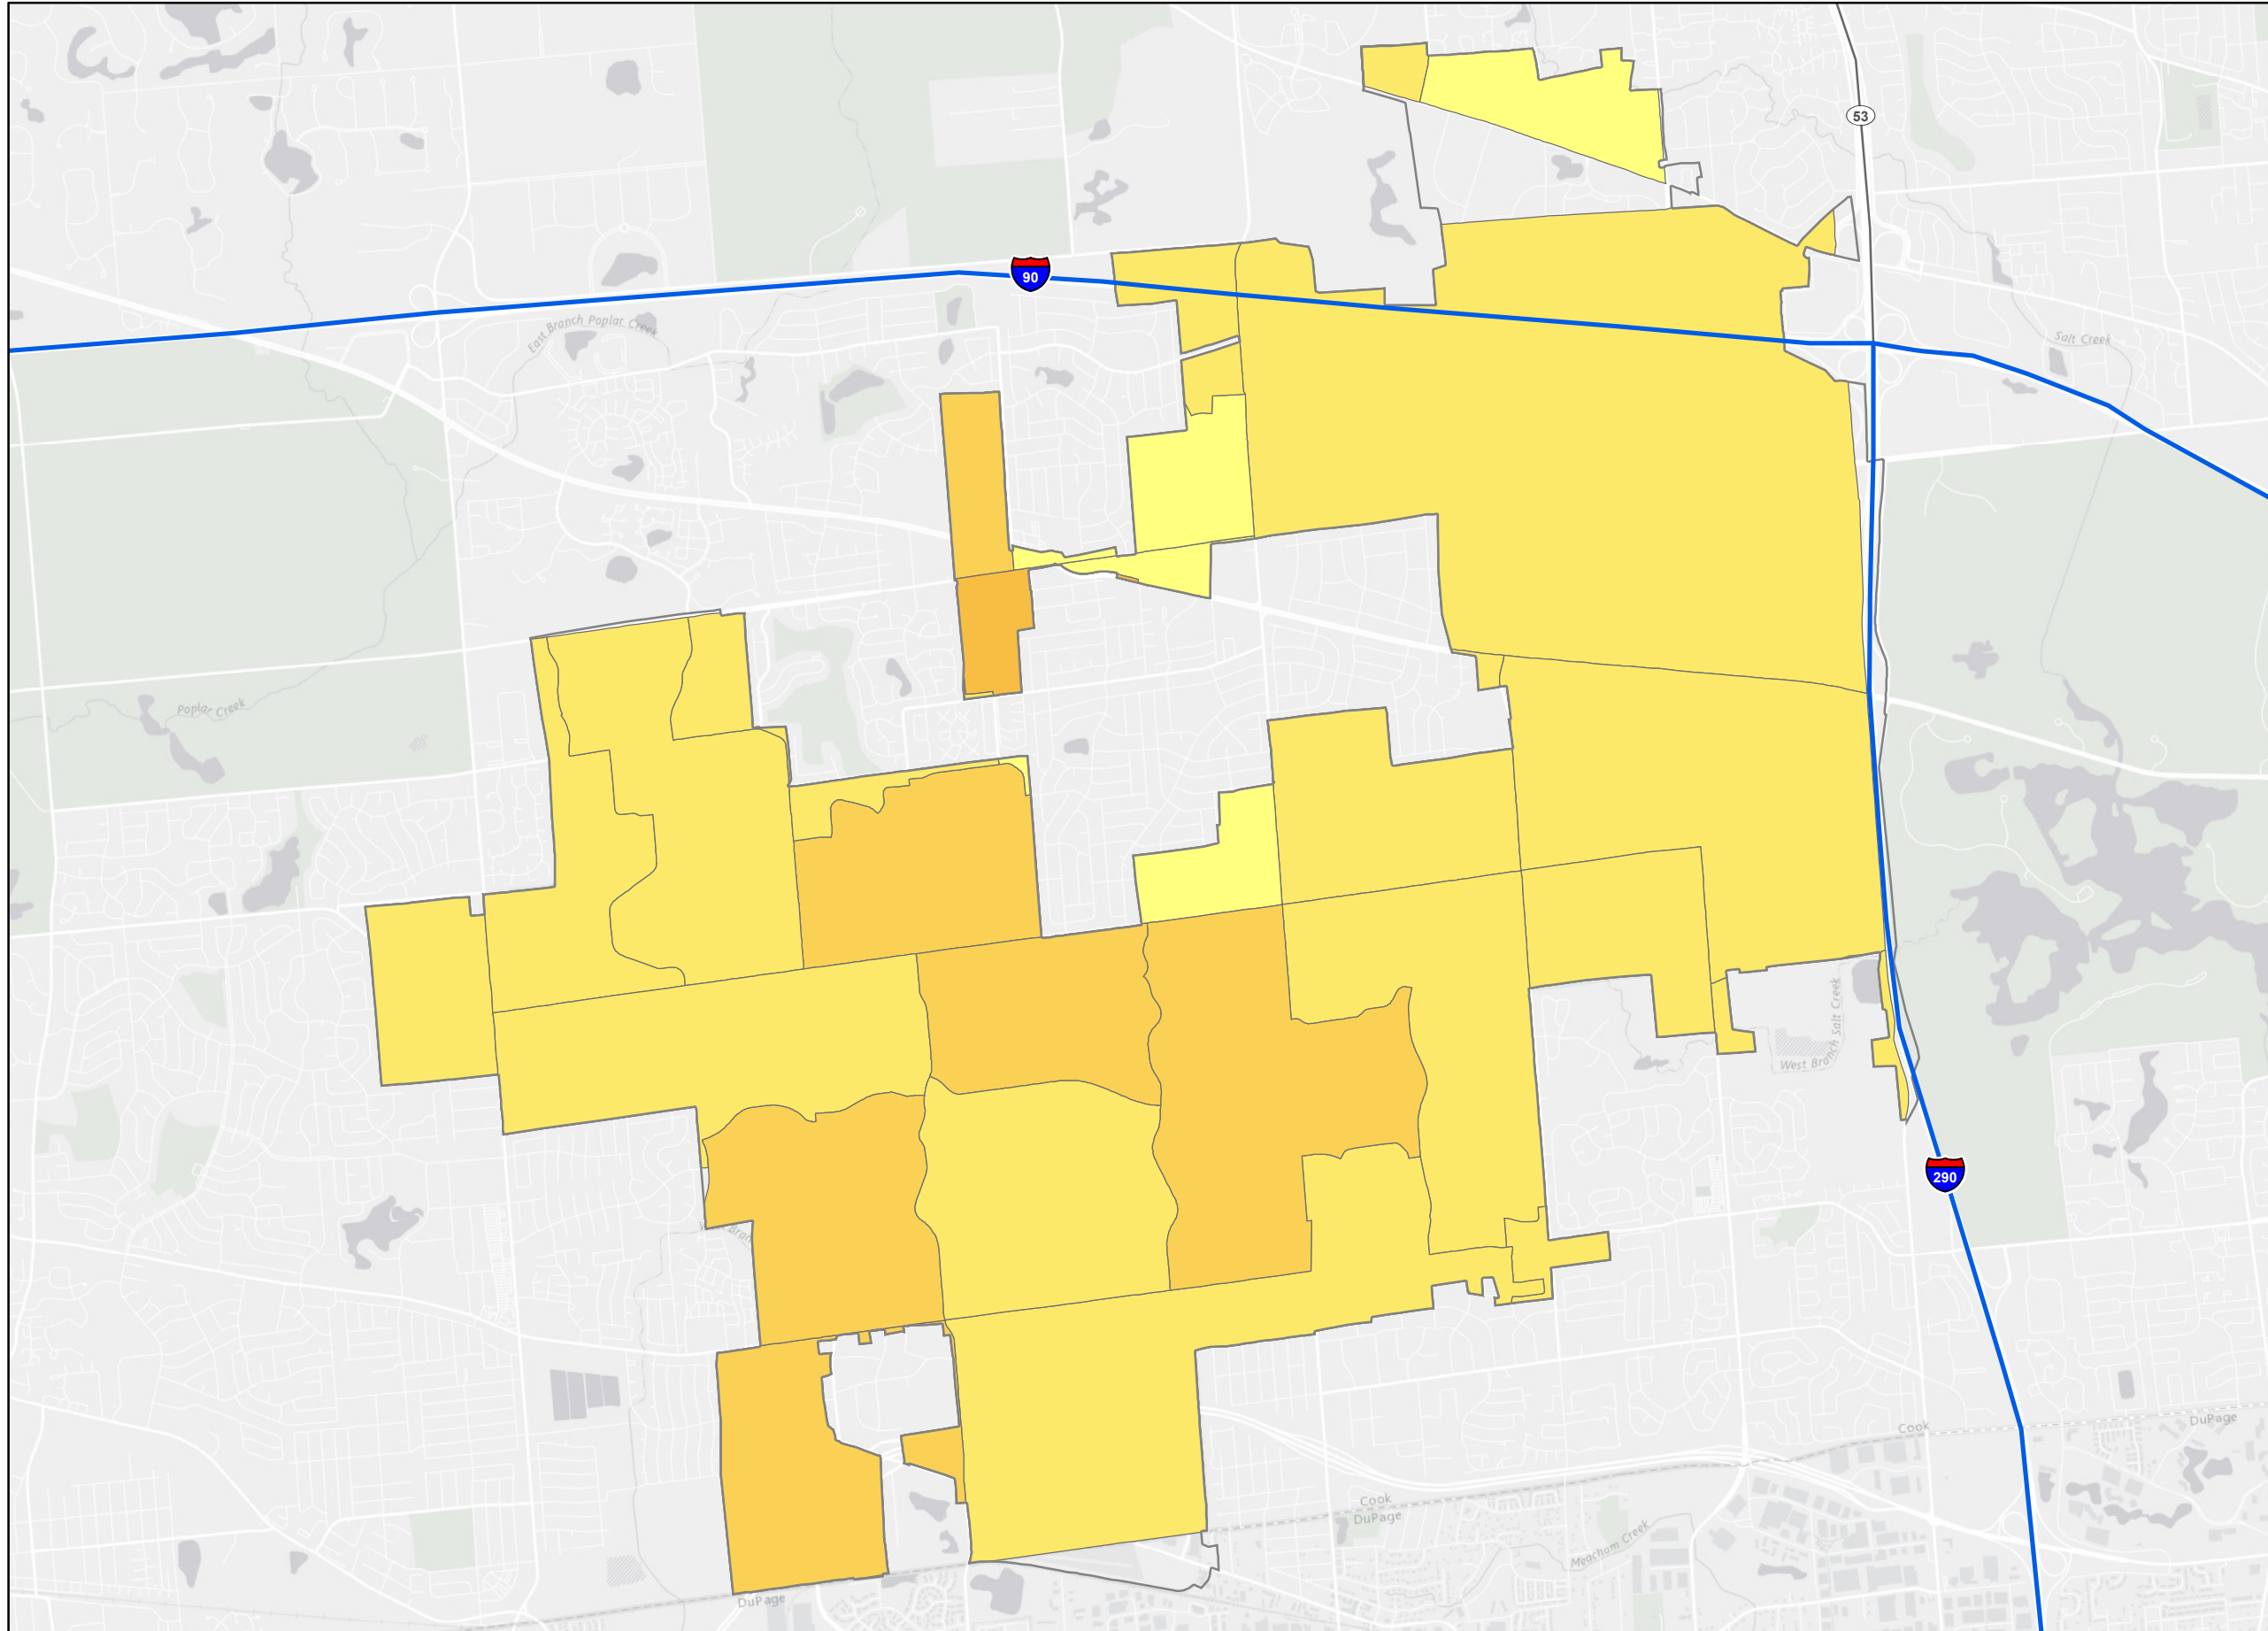 53
90
East Branch Poplar Creek
Salt Creek
Poplar Creek
West Branch Salt Creek
290
Cook
DuPage
Cook
DuPage
Meacham Creek
DuPage